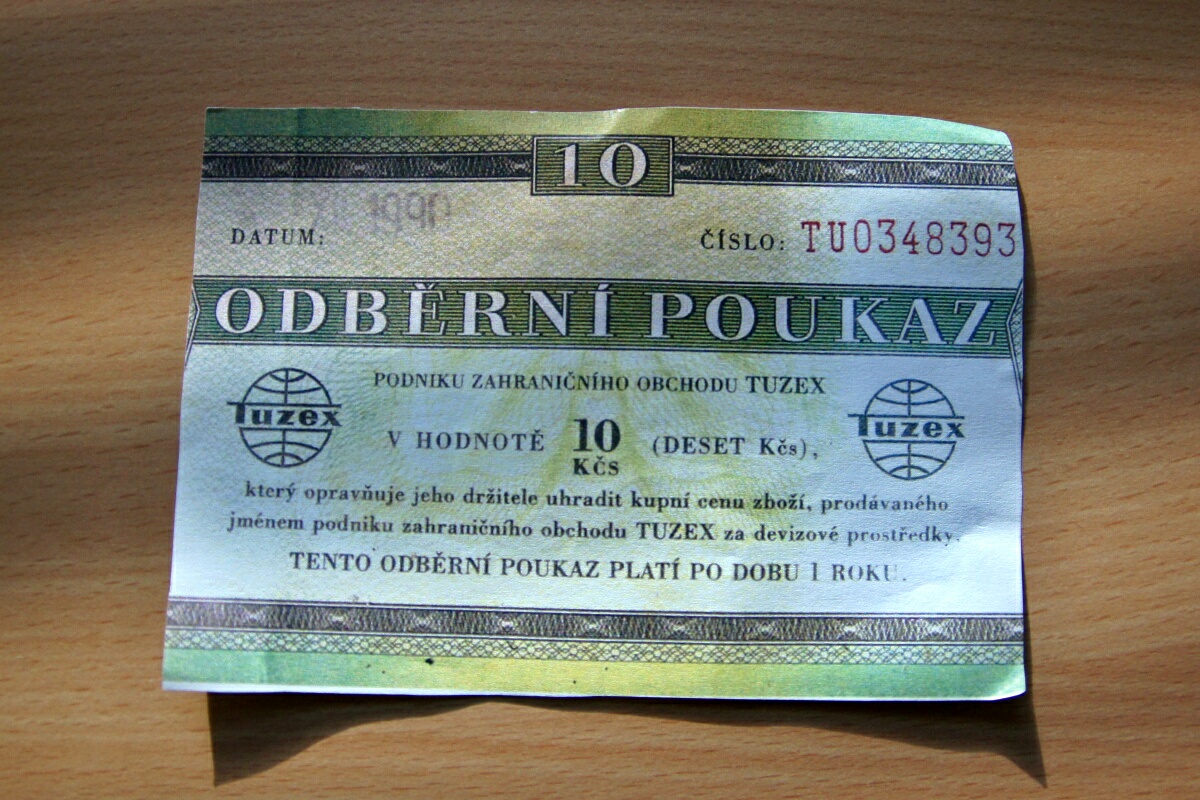 10
1990
DATUM:
ČÍSLO: TU0348393
ODBĚRNÍ POUKAZ
PODNIKU ZAHRANIČNÍHO OBCHODU TUZEX
Tuzex
Tuzex
V HODNOTĚ 10 KČS (DESET Kčs),
který opravňuje jeho držitele uhradit kupní cenu zboží, prodávaného
jménem podniku zahraničního obchodu TUZEX za devizové prostředky.
TENTO ODBĚRNÍ POUKAZ PLATÍ PO DOBU 1 ROKU.